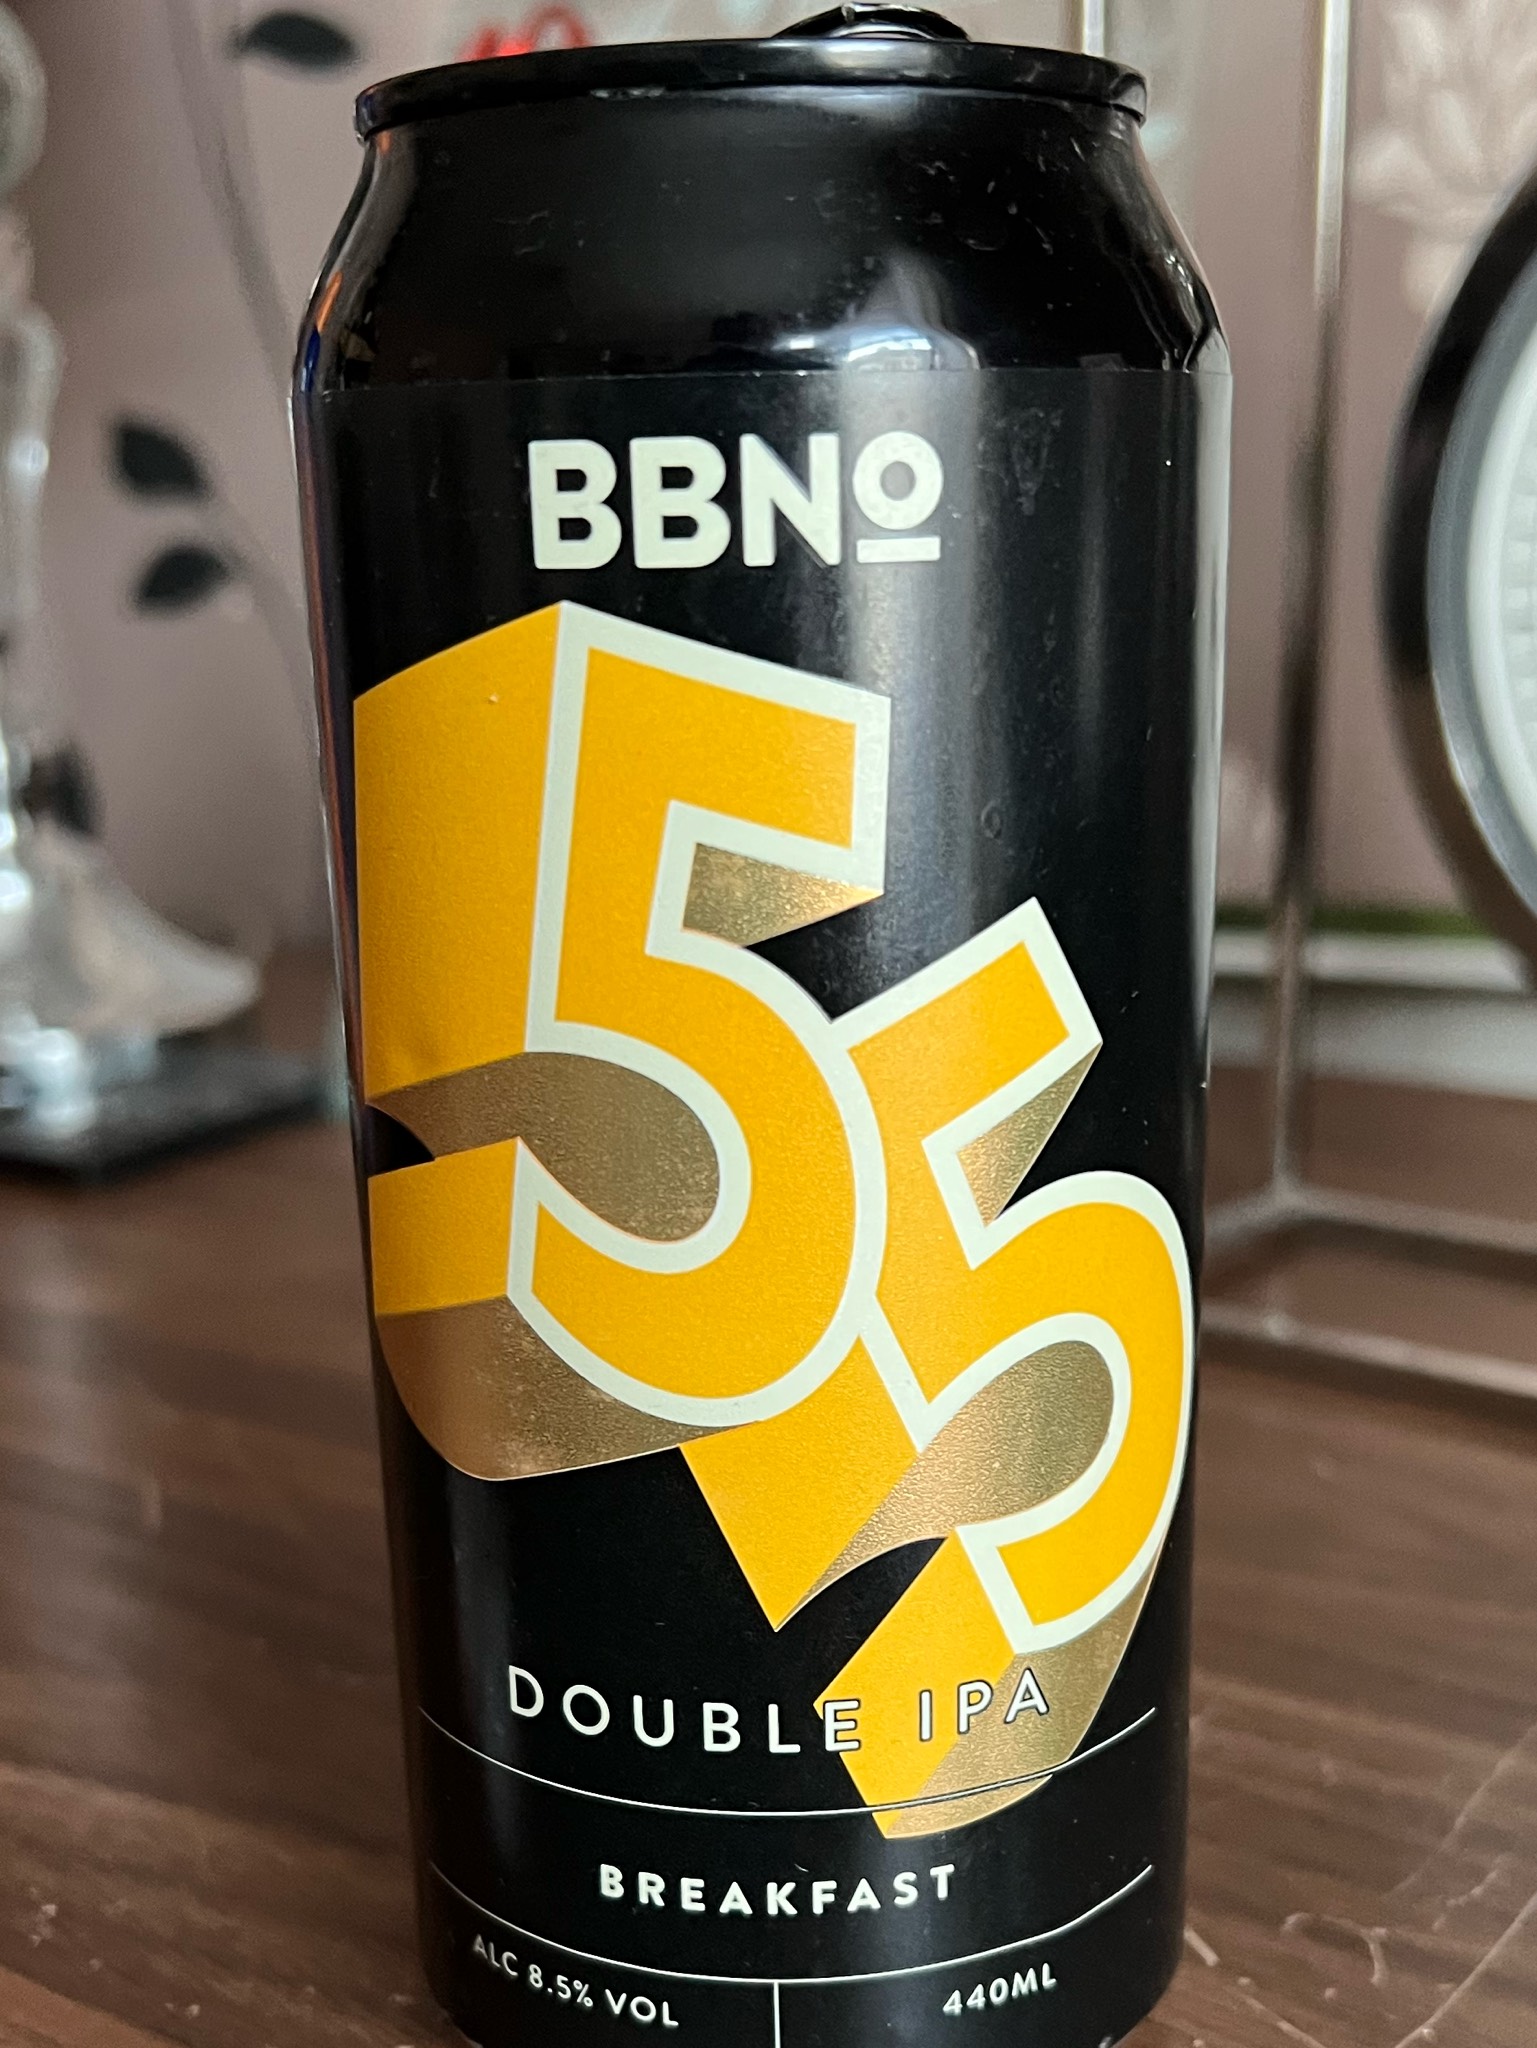 BBNº
55
DOUBLE IPA
BREAKFAST
ALC 8.5% VOL
440ML